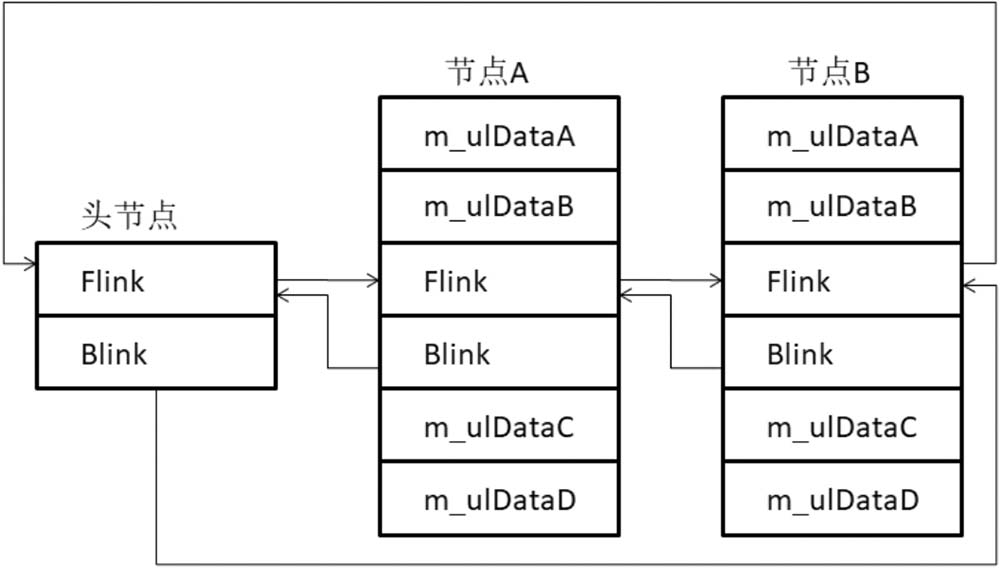 头节点
Flink
Blink
节点A
m_ulDataA
m_ulDataB
Flink
Blink
m_ulDataC
m_ulDataD
节点B
m_ulDataA
m_ulDataB
Flink
Blink
m_ulDataC
m_ulDataD